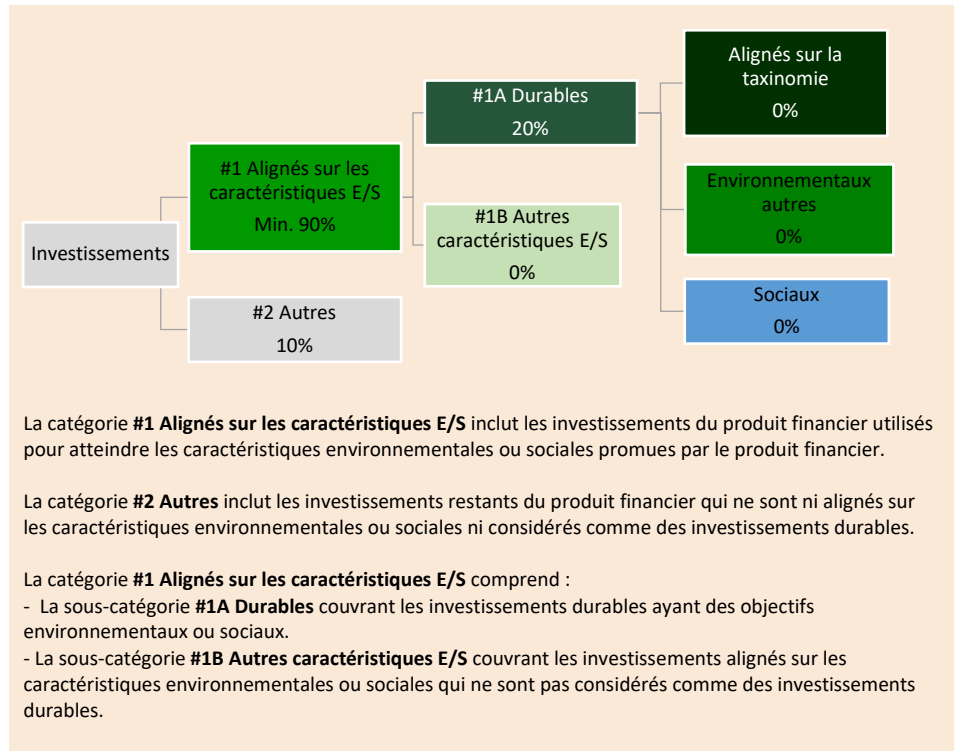 Investissements
#1 Alignés sur les
caractéristiques E/S
Min. 90%
#2 Autres
10%
#1A Durables
20%
#1B Autres
caractéristiques E/S
0%
Alignés sur la
taxinomie
0%
Environnementaux
autres
0%
Sociaux
0%
La catégorie #1 Alignés sur les caractéristiques E/S inclut les investissements du produit financier utilisés
pour atteindre les caractéristiques environnementales ou sociales promues par le produit financier.
La catégorie #2 Autres inclut les investissements restants du produit financier qui ne sont ni alignés sur
les caractéristiques environnementales ou sociales ni considérés comme des investissements durables.
La catégorie #1 Alignés sur les caractéristiques E/S comprend :
- La sous-catégorie #1A Durables couvrant les investissements durables ayant des objectifs
environnementaux ou sociaux.
- La sous-catégorie #1B Autres caractéristiques E/S couvrant les investissements alignés sur les
caractéristiques environnementales ou sociales qui ne sont pas considérés comme des investissements
durables.